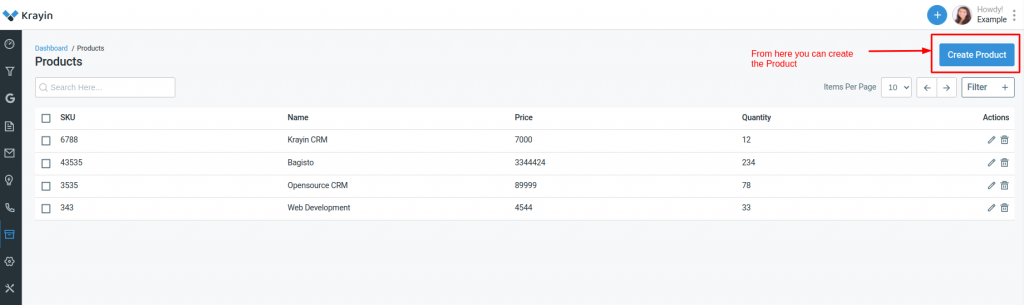 Krayin
Howdy!
Example
Dashboard / Products
Products
From here you can create
the Product
Create Product
Search Here...
Items Per Page
10
Filter +
SKU Name Price Quantity Actions
6788 Krayin CRM 7000 12
43535 Bagisto 3344424 234
3535 Opensource CRM 89999 78
343 Web Development 4544 33